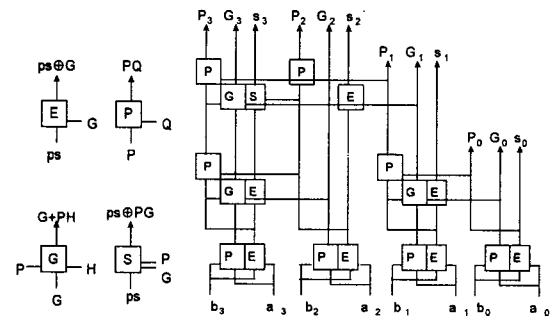 P3 G3 s3 P2 G2 s2
P1 G1 s1
P0 G0 s0
ps⊕G PQ
E G P Q
ps P
P P
G S E
P P
G E G E
G+PH ps⊕PG
P G H S P
G
G ps
P E P E P E P E
b3 a3 b2 a2 b1 a1 b0 a0